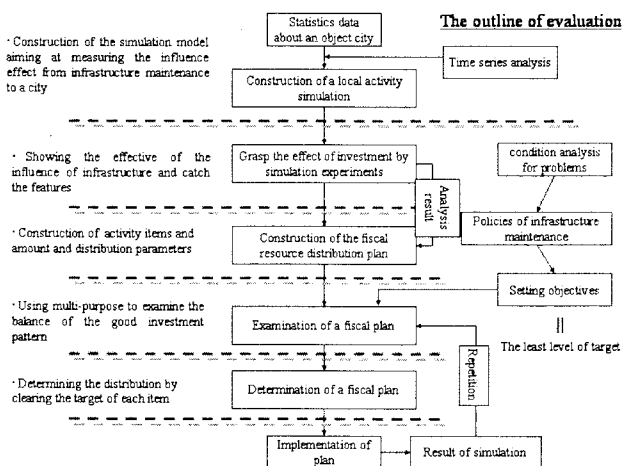 The outline of evaluation
Statistics data
about an object city
· Construction of the simulation model
aiming at measuring the influence
effect from infrastructure maintenance
to a city
Time series analysis
Construction of a local activity
simulation
· Showing the effective of the
influence of infrastructure and catch
the features
Grasp the effect of investment by
simulation experiments
Analysis
result
condition analysis
for problems
Policies of infrastructure
maintenance
· Construction of activity items and
amount and distribution parameters
Construction of the fiscal
resource distribution plan
Setting objectives
· Using multi-purpose to examine the
balance of the good investment
pattern
Examination of a fiscal plan
=
The least level of target
Repetition
· Determining the distribution by
clearing the target of each item
Determination of a fiscal plan
Implementation of
plan
Result of simulation